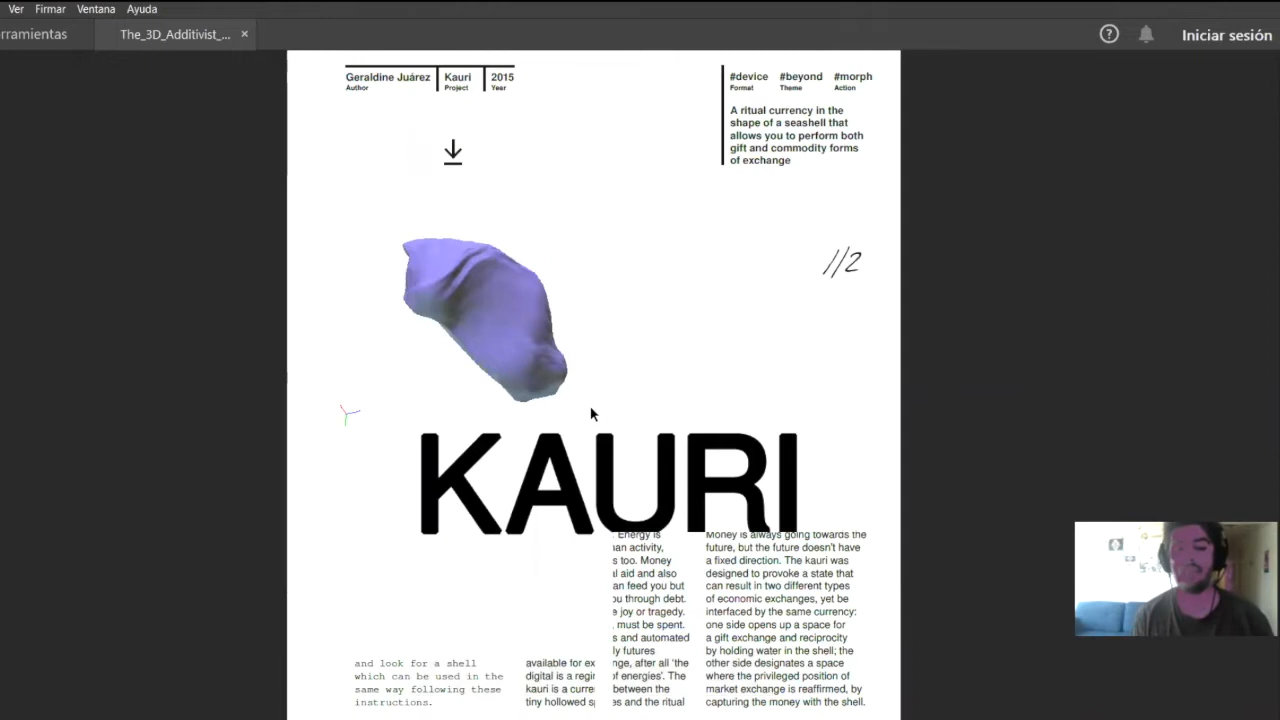 Ver Firmar Ventana Ayuda
rramientas
The_3D_Additivist_... ×
Iniciar sesión
Geraldine Juárez Kauri 2015
Author Project Year
#device #beyond #morph
Format Theme Action
A ritual currency in the
shape of a seashell that
allows you to perform both
gift and commodity forms
of exchange
1/2
KAURI
and look for a shell
which can be used in the
same way following these
instructions.
available for ex
digital is a regi
kauri is a curre
tiny hollowed s
. Energy is
an activity,
s too. Money
l aid and also
an feed you but
ou through debt.
e joy or tragedy.
, must be spent.
s and automated
ly futures
nge, after all 'the
of energies'. The
between the
es and the ritual
Money is always going towards the
future, but the future doesn't have
a fixed direction. The kauri was
designed to provoke a state that
can result in two different types
of economic exchanges, yet be
interfaced by the same currency:
one side opens up a space for
a gift exchange and reciprocity
by holding water in the shell; the
other side designates a space
where the privileged position of
market exchange is reaffirmed, by
capturing the money with the shell.